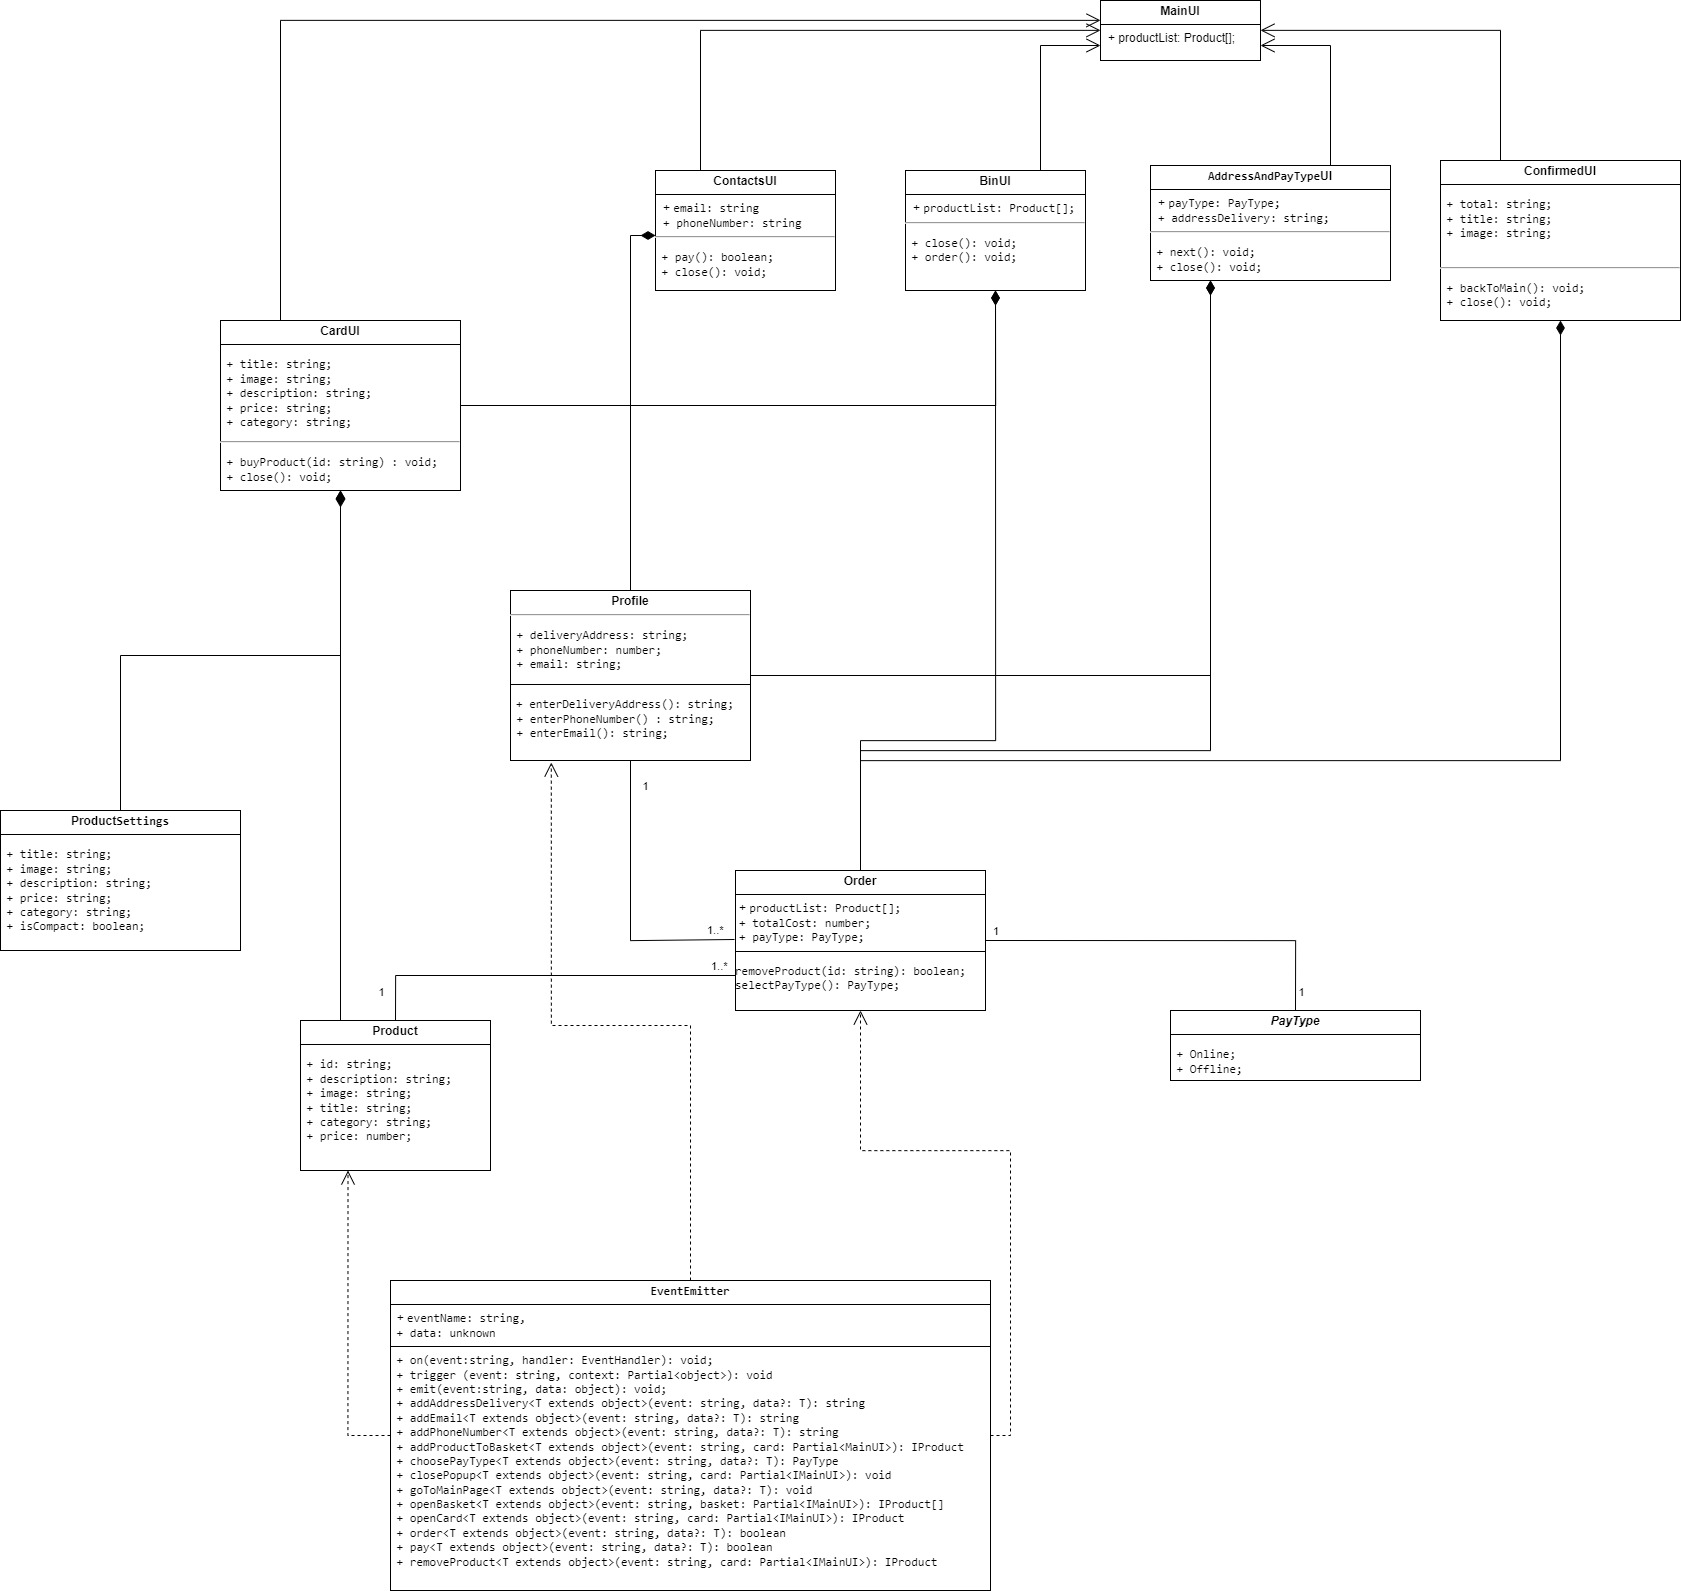 MainUI
+ productList: Product[];
ContactsUI
+ email: string
+ phoneNumber: string
+ pay(): boolean;
+ close(): void;
BinUI
+ productList: Product[];
+ close(): void;
+ order(): void;
AddressAndPayTypeUI
+ payType: PayType;
+ addressDelivery: string;
+ next(): void;
+ close(): void;
ConfirmedUI
+ total: string;
+ title: string;
+ image: string;
+ backToMain(): void;
+ close(): void;
CardUI
+ title: string;
+ image: string;
+ description: string;
+ price: string;
+ category: string;
+ buyProduct(id: string) : void;
+ close(): void;
Profile
+ deliveryAddress: string;
+ phoneNumber: number;
+ email: string;
+ enterDeliveryAddress(): string;
+ enterPhoneNumber() : string;
+ enterEmail(): string;
1
ProductSettings
+ title: string;
+ image: string;
+ description: string;
+ price: string;
+ category: string;
+ isCompact: boolean;
Order
+ productList: Product[];
+ totalCost: number;
+ payType: PayType;
removeProduct(id: string): boolean;
selectPayType(): PayType;
1..*
1..*
1
1
1
PayType
+ Online;
+ Offline;
Product
+ id: string;
+ description: string;
+ image: string;
+ title: string;
+ category: string;
+ price: number;
EventEmitter
+ eventName: string,
+ data: unknown
+ on(event:string, handler: EventHandler): void;
+ trigger (event: string, context: Partial<object>): void
+ emit(event:string, data: object): void;
+ addAddressDelivery<T extends object>(event: string, data?: T): string
+ addEmail<T extends object>(event: string, data?: T): string
+ addPhoneNumber<T extends object>(event: string, data?: T): string
+ addProductToBasket<T extends object>(event: string, card: Partial<MainUI>): IProduct
+ choosePayType<T extends object>(event: string, data?: T): PayType
+ closePopup<T extends object>(event: string, card: Partial<IMainUI>): void
+ goToMainPage<T extends object>(event: string, data?: T): void
+ openBasket<T extends object>(event: string, basket: Partial<IMainUI>): IProduct[]
+ openCard<T extends object>(event: string, card: Partial<IMainUI>): IProduct
+ order<T extends object>(event: string, data?: T): boolean
+ pay<T extends object>(event: string, data?: T): boolean
+ removeProduct<T extends object>(event: string, card: Partial<IMainUI>): IProduct